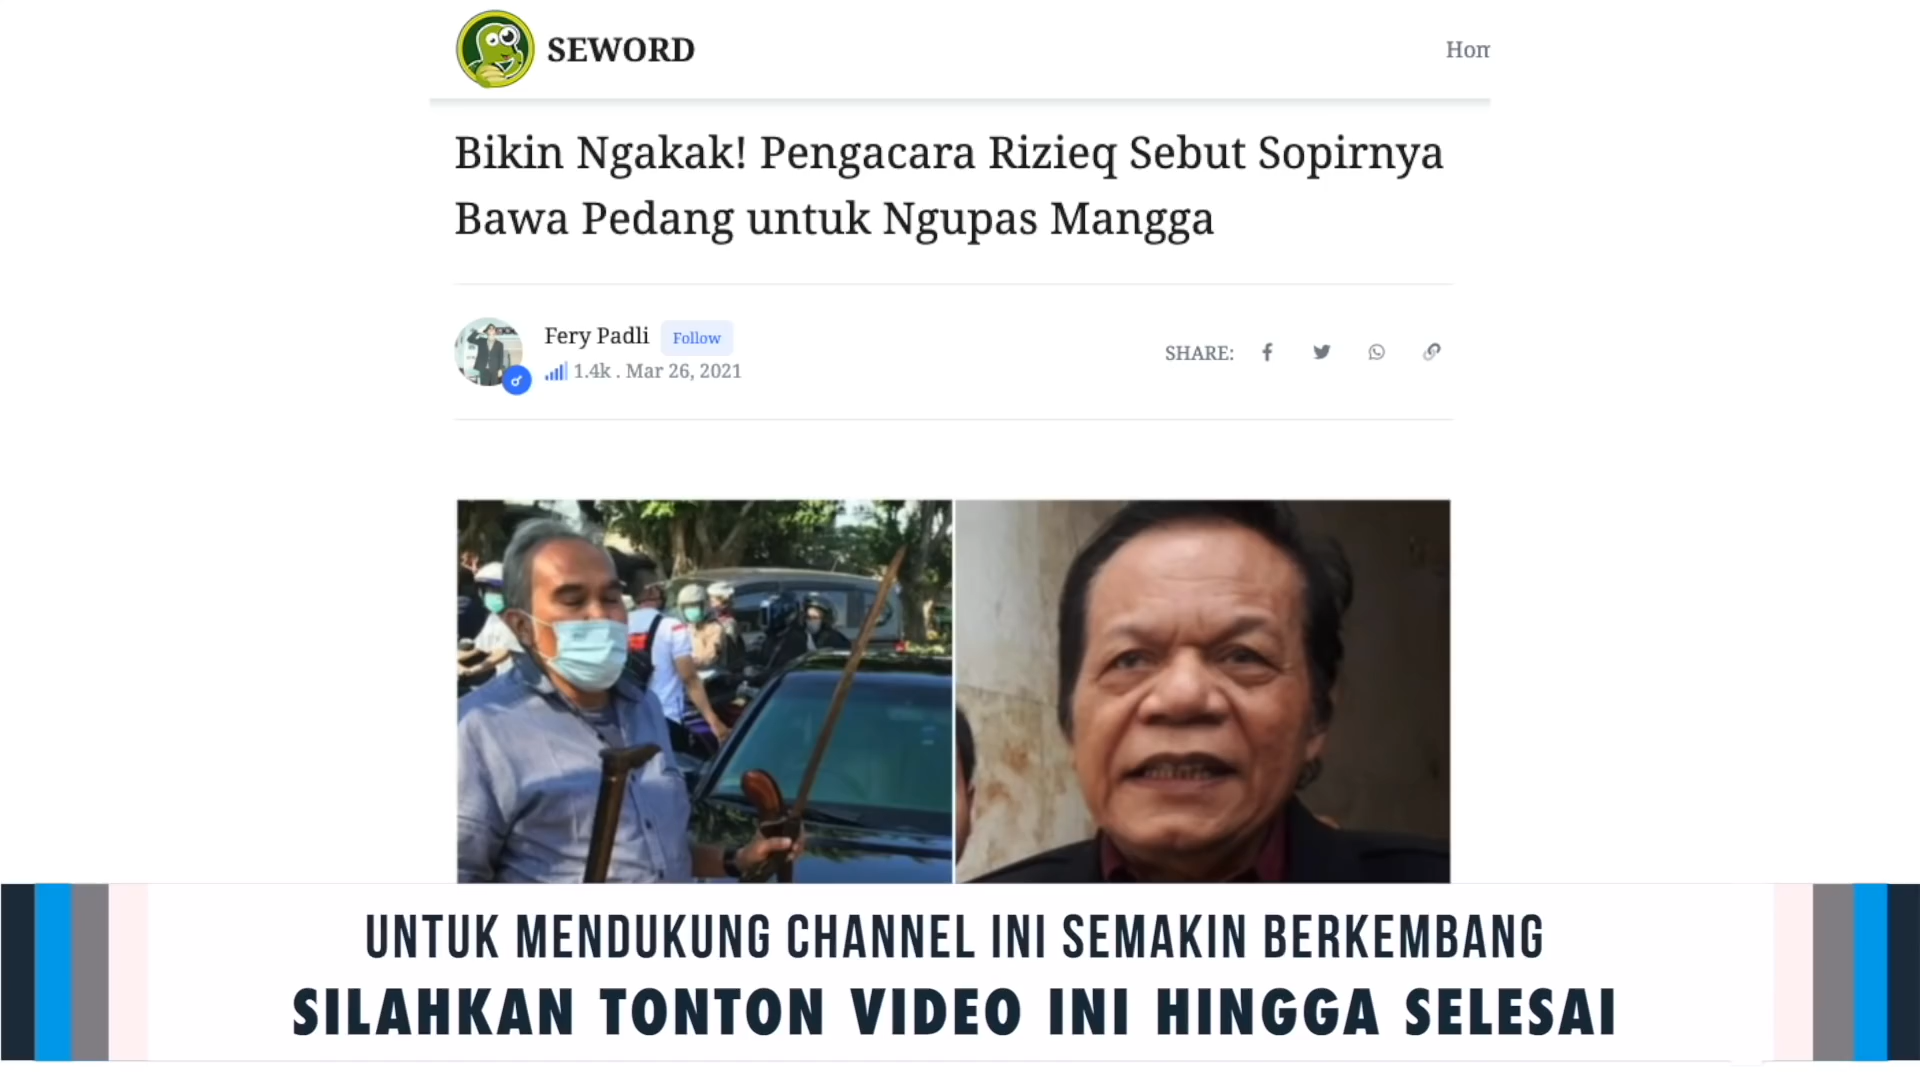 SEWORD
Hom
Bikin Ngakak! Pengacara Rizieq Sebut Sopirnya
Bawa Pedang untuk Ngupas Mangga
Fery Padli Follow
1.4k . Mar 26, 2021
SHARE:
UNTUK MENDUKUNG CHANNEL INI SEMAKIN BERKEMBANG
SILAHKAN TONTON VIDEO INI HINGGA SELESAI